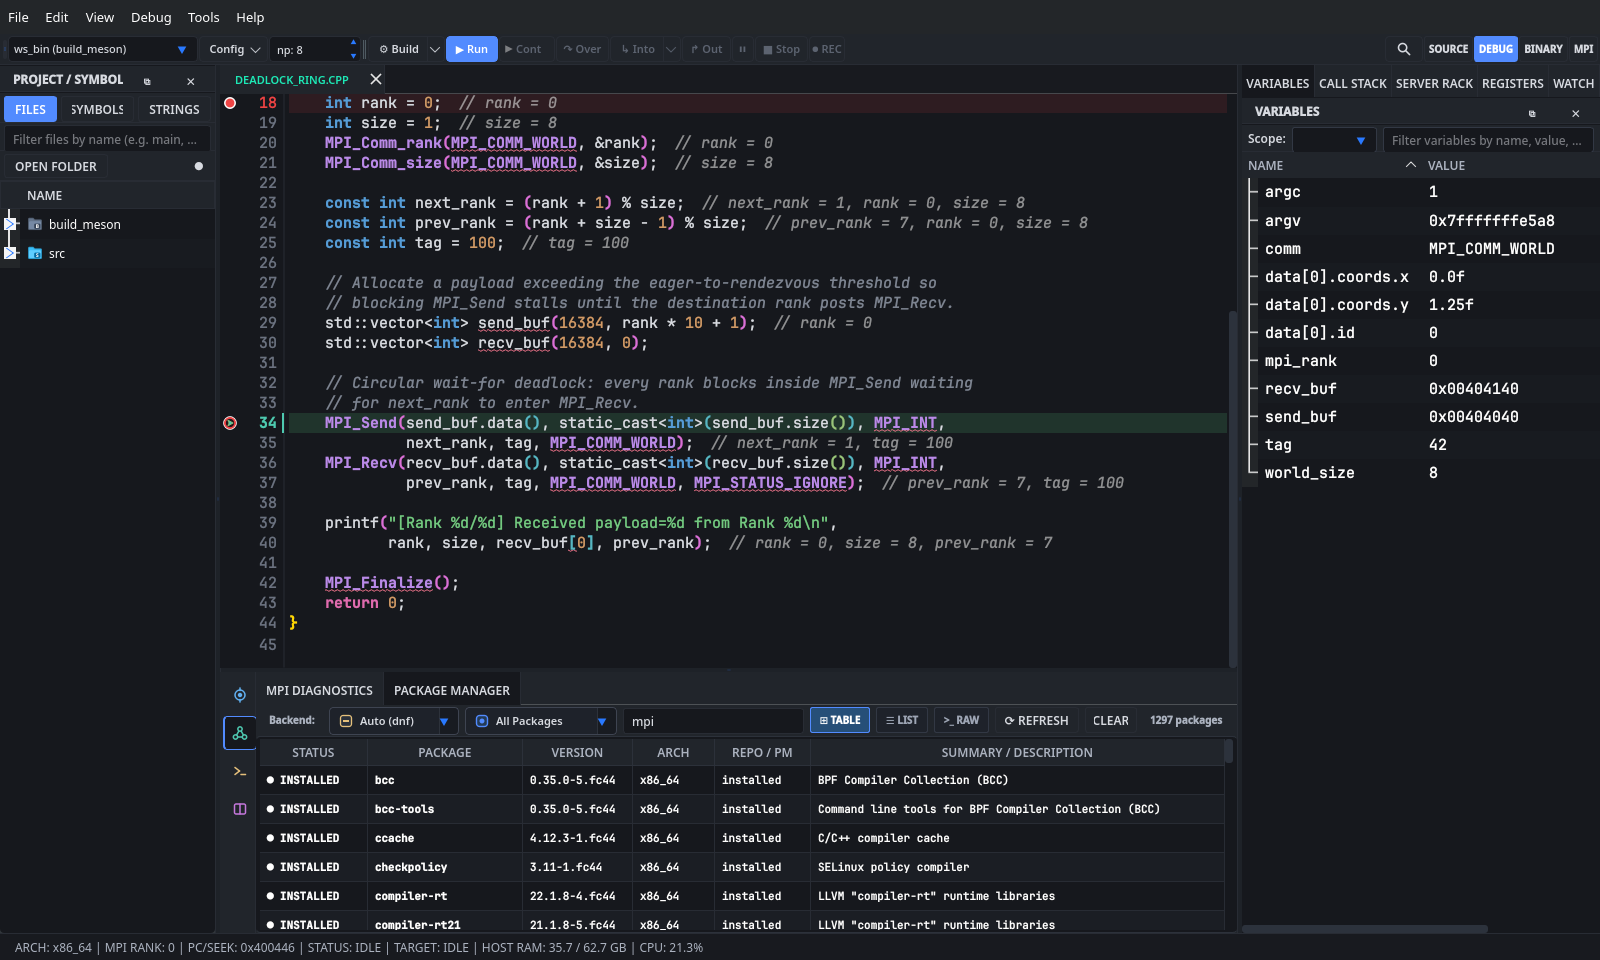 File Edit View Debug Tools Help
ws_bin (build_meson) Config np: 8 Build Run Cont Over Into Out Stop REC SOURCE DEBUG BINARY MPI
PROJECT / SYMBOL
FILES SYMBOLS STRINGS
Filter files by name (e.g. main, ...
OPEN FOLDER
NAME
build_meson
src
DEADLOCK_RING.CPP
18 int rank = 0; // rank = 0
19 int size = 1; // size = 8
20 MPI_Comm_rank(MPI_COMM_WORLD, &rank); // rank = 0
21 MPI_Comm_size(MPI_COMM_WORLD, &size); // size = 8
22
23 const int next_rank = (rank + 1) % size; // next_rank = 1, rank = 0, size = 8
24 const int prev_rank = (rank + size - 1) % size; // prev_rank = 7, rank = 0, size = 8
25 const int tag = 100; // tag = 100
26
27 // Allocate a payload exceeding the eager-to-rendezvous threshold so
28 // blocking MPI_Send stalls until the destination rank posts MPI_Recv.
29 std::vector<int> send_buf(16384, rank * 10 + 1); // rank = 0
30 std::vector<int> recv_buf(16384, 0);
31
32 // Circular wait-for deadlock: every rank blocks inside MPI_Send waiting
33 // for next_rank to enter MPI_Recv.
34 MPI_Send(send_buf.data(), static_cast<int>(send_buf.size()), MPI_INT,
35 next_rank, tag, MPI_COMM_WORLD); // next_rank = 1, tag = 100
36 MPI_Recv(recv_buf.data(), static_cast<int>(recv_buf.size()), MPI_INT,
37 prev_rank, tag, MPI_COMM_WORLD, MPI_STATUS_IGNORE); // prev_rank = 7, tag = 100
38
39 printf("[Rank %d/%d] Received payload=%d from Rank %d\n",
40 rank, size, recv_buf[0], prev_rank); // rank = 0, size = 8, prev_rank = 7
41
42 MPI_Finalize();
43 return 0;
44 }
45
VARIABLES CALL STACK SERVER RACK REGISTERS WATCH
VARIABLES
Scope: Filter variables by name, value, ...
NAME VALUE
argc 1
argv 0x7fffffffe5a8
comm MPI_COMM_WORLD
data[0].coords.x 0.0f
data[0].coords.y 1.25f
data[0].id 0
mpi_rank 0
recv_buf 0x00404140
send_buf 0x00404040
tag 42
world_size 8
MPI DIAGNOSTICS PACKAGE MANAGER
Backend: Auto (dnf) All Packages mpi TABLE LIST >_ RAW REFRESH CLEAR 1297 packages
STATUS PACKAGE VERSION ARCH REPO / PM SUMMARY / DESCRIPTION
● INSTALLED bcc 0.35.0-5.fc44 x86_64 installed BPF Compiler Collection (BCC)
● INSTALLED bcc-tools 0.35.0-5.fc44 x86_64 installed Command line tools for BPF Compiler Collection (BCC)
● INSTALLED ccache 4.12.3-1.fc44 x86_64 installed C/C++ compiler cache
● INSTALLED checkpolicy 3.11-1.fc44 x86_64 installed SELinux policy compiler
● INSTALLED compiler-rt 22.1.8-4.fc44 x86_64 installed LLVM "compiler-rt" runtime libraries
● INSTALLED compiler-rt21 21.1.8-5.fc44 x86_64 installed LLVM "compiler-rt" runtime libraries
ARCH: x86_64 | MPI RANK: 0 | PC/SEEK: 0x400446 | STATUS: IDLE | TARGET: IDLE | HOST RAM: 35.7 / 62.7 GB | CPU: 21.3%